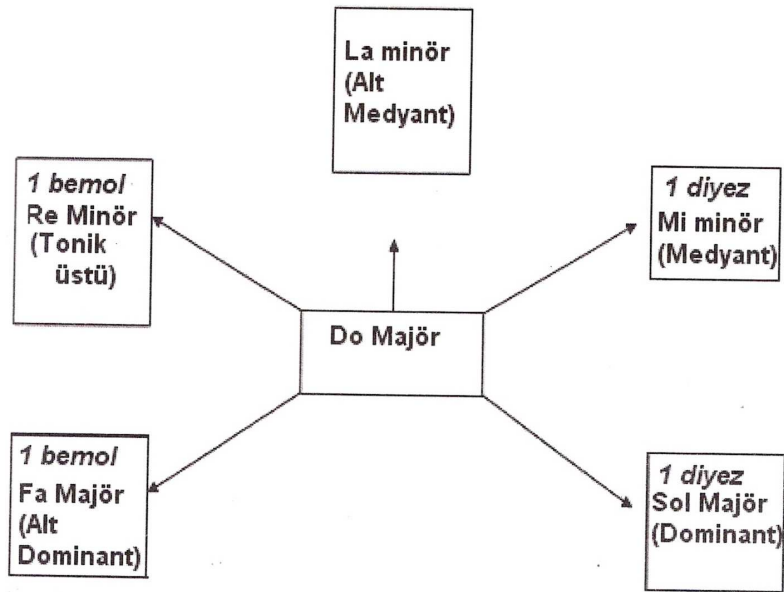 La minör
(Alt
Medyant)
1 bemol
Re Minör
(Tonik
üstü)
1 diyez
Mi minör
(Medyant)
Do Majör
1 bemol
Fa Majör
(Alt
Dominant)
1 diyez
Sol Majör
(Dominant)